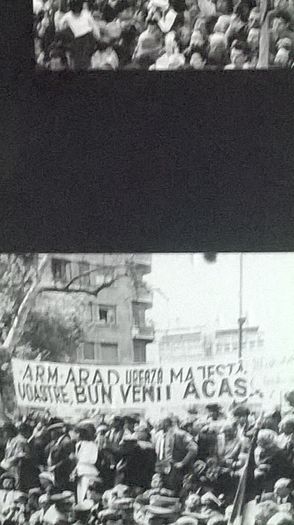 ARM. ARAD UREAZĂ MAJESTĂ
VOASTRE, BUN VENIT ACAS..